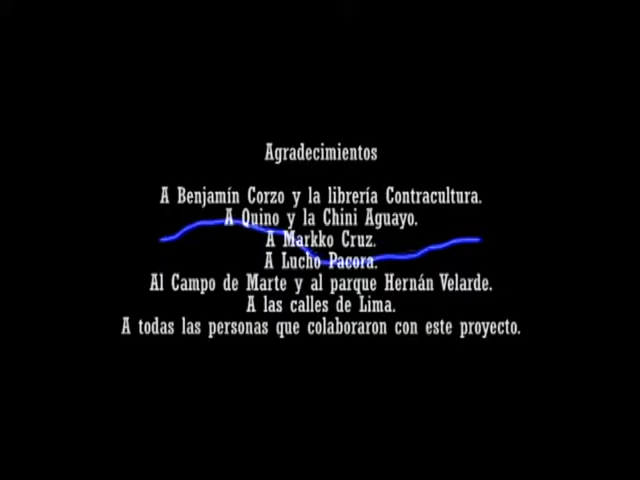 Agradecimientos
A Benjamín Corzo y la librería Contracultura.
A Quino y la Chini Aguayo.
A Markko Cruz.
A Lucho Pacora.
Al Campo de Marte y al parque Hernán Velarde.
A las calles de Lima.
A todas las personas que colaboraron con este proyecto.